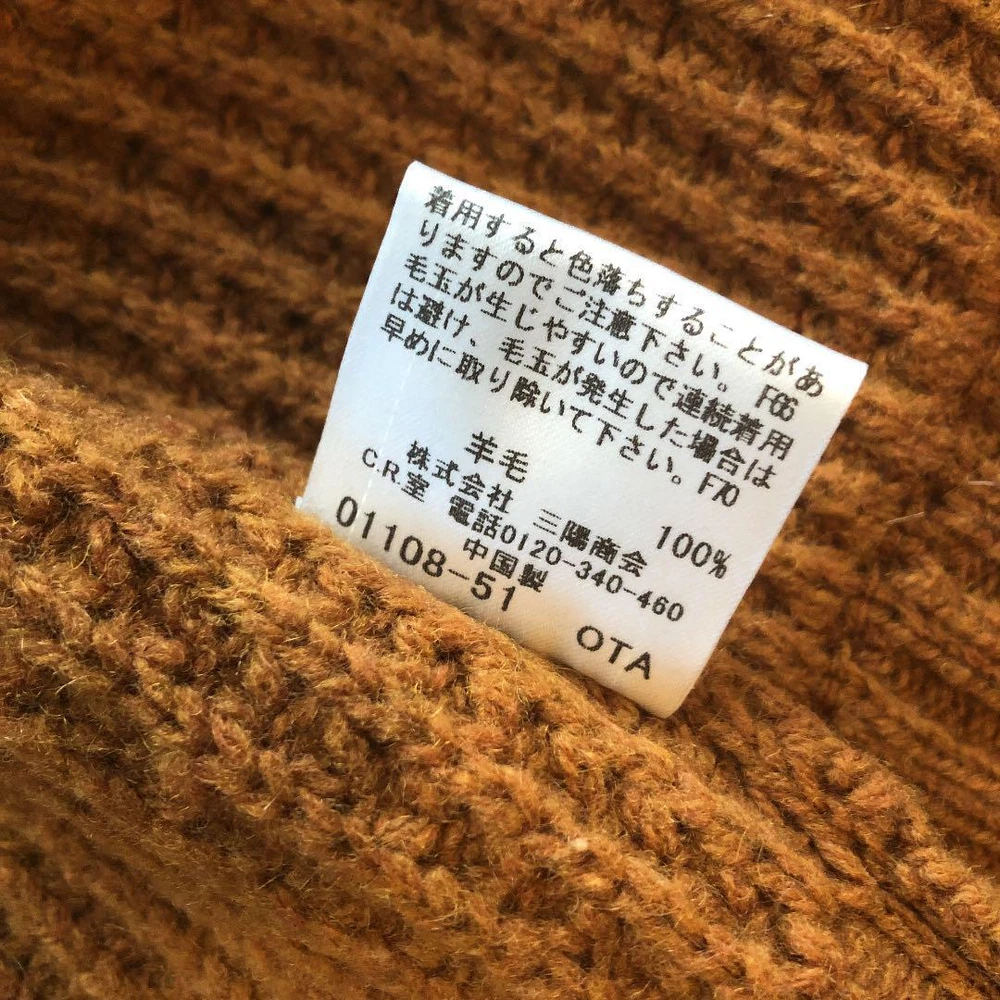 着用すると色落ちすることがあ
りますのでご注意下さい。 F66
毛玉が生じやすいので連続着用
は避け、毛玉が発生した場合は
早めに取り除いて下さい。 F70
羊毛 100%
株式会社 三陽商会
C.R.室 電話0120-340-460
中国製
01108-51 OTA